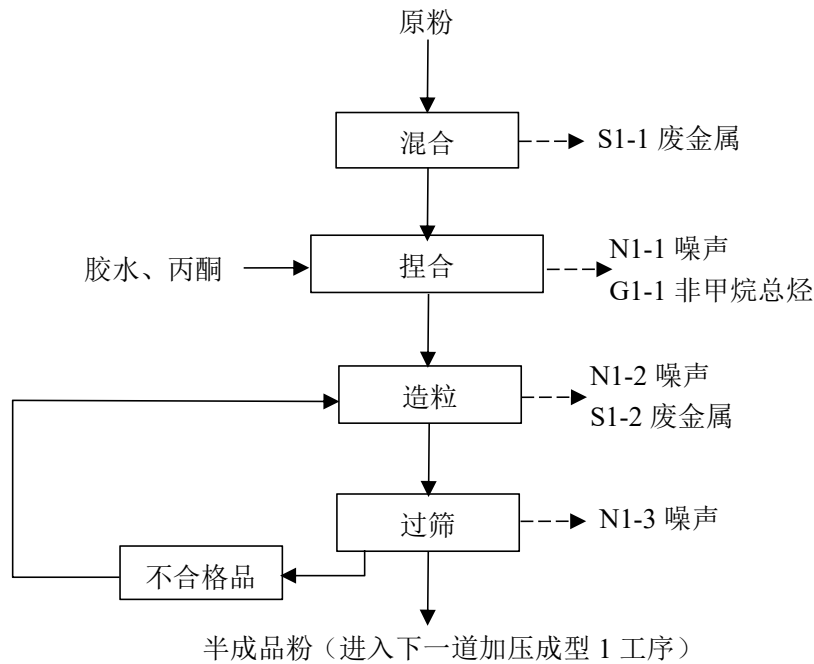 原粉
混合
S1-1 废金属
胶水、丙酮
捏合
N1-1 噪声
G1-1 非甲烷总烃
造粒
N1-2 噪声
S1-2 废金属
过筛
N1-3 噪声
不合格品
半成品粉（进入下一道加压成型 1 工序）